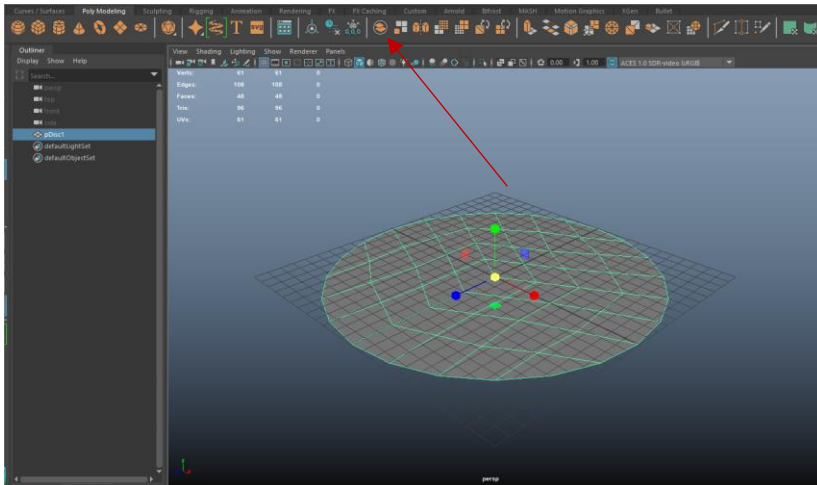 Curves / Surfaces Poly Modeling Sculpting Rigging Animation Rendering FX FX Caching Custom Arnold Bifrost MASH Motion Graphics XGen Bullet
Outliner
Display Show Help
Search...
persp
top
front
side
pDisc1
defaultLightSet
defaultObjectSet
View Shading Lighting Show Renderer Panels
0.00 1.00 ACES 1.0 SDR-video (sRGB)
Verts: 61 61 0
Edges: 108 108 0
Faces: 48 48 0
Tris: 96 96 0
UVs: 61 61 0
persp